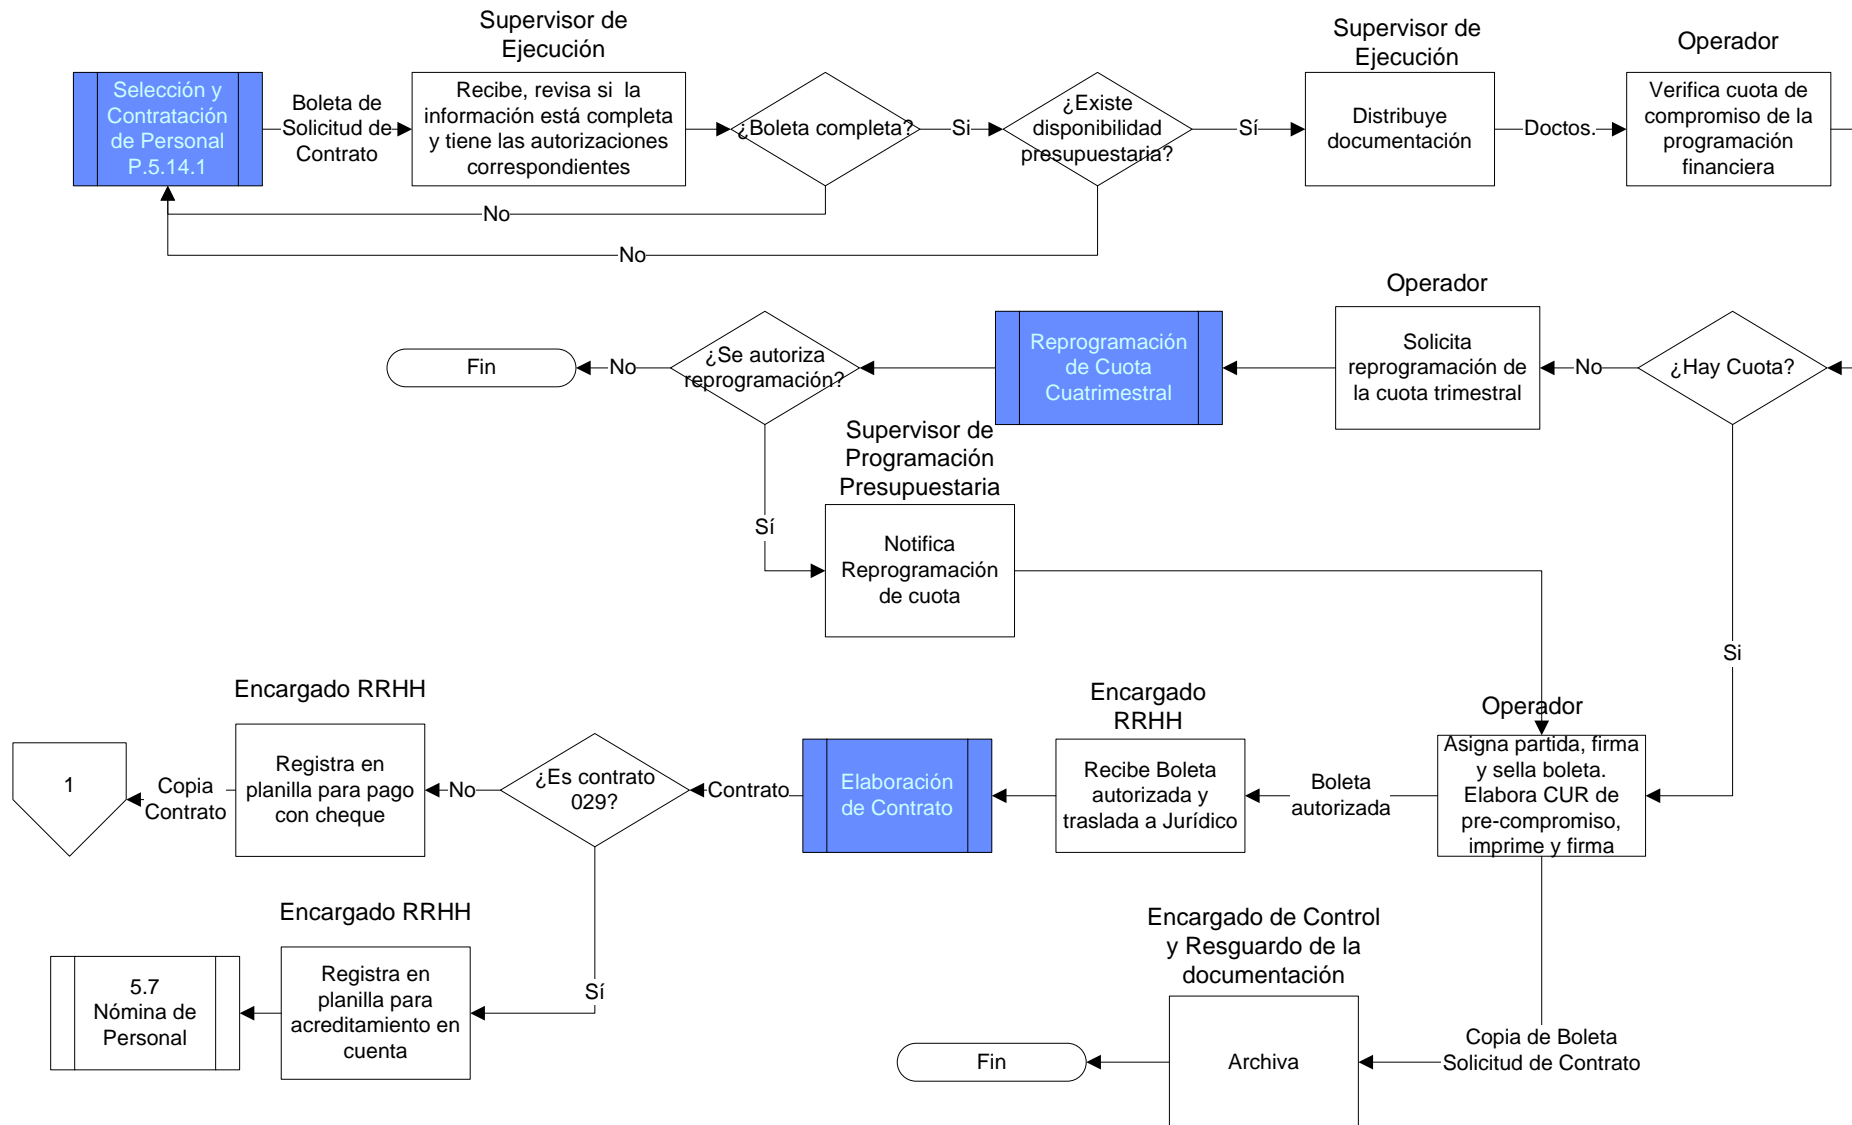 Supervisor de
Ejecución
Supervisor de
Ejecución
Operador
Selección y
Contratación
de Personal
P.5.14.1
Boleta de
Solicitud de
Contrato
Recibe, revisa si la
información está completa
y tiene las autorizaciones
correspondientes
¿Boleta completa?
Si
¿Existe
disponibilidad
presupuestaria?
Sí
Distribuye
documentación
Doctos.
Verifica cuota de
compromiso de la
programación
financiera
No
No
Operador
¿Hay Cuota?
No
Solicita
reprogramación de
la cuota trimestral
Reprogramación
de Cuota
Cuatrimestral
¿Se autoriza
reprogramación?
No
Fin
Sí
Supervisor de
Programación
Presupuestaria
Notifica
Reprogramación
de cuota
Si
Operador
Asigna partida, firma
y sella boleta.
Elabora CUR de
pre-compromiso,
imprime y firma
Boleta
autorizada
Encargado
RRHH
Recibe Boleta
autorizada y
traslada a Jurídico
Elaboración
de Contrato
Contrato
¿Es contrato
029?
No
Encargado RRHH
Registra en
planilla para pago
con cheque
Copia
Contrato
1
Sí
Encargado RRHH
Registra en
planilla para
acreditamiento en
cuenta
5.7
Nómina de
Personal
Copia de Boleta
Solicitud de Contrato
Encargado de Control
y Resguardo de la
documentación
Archiva
Fin